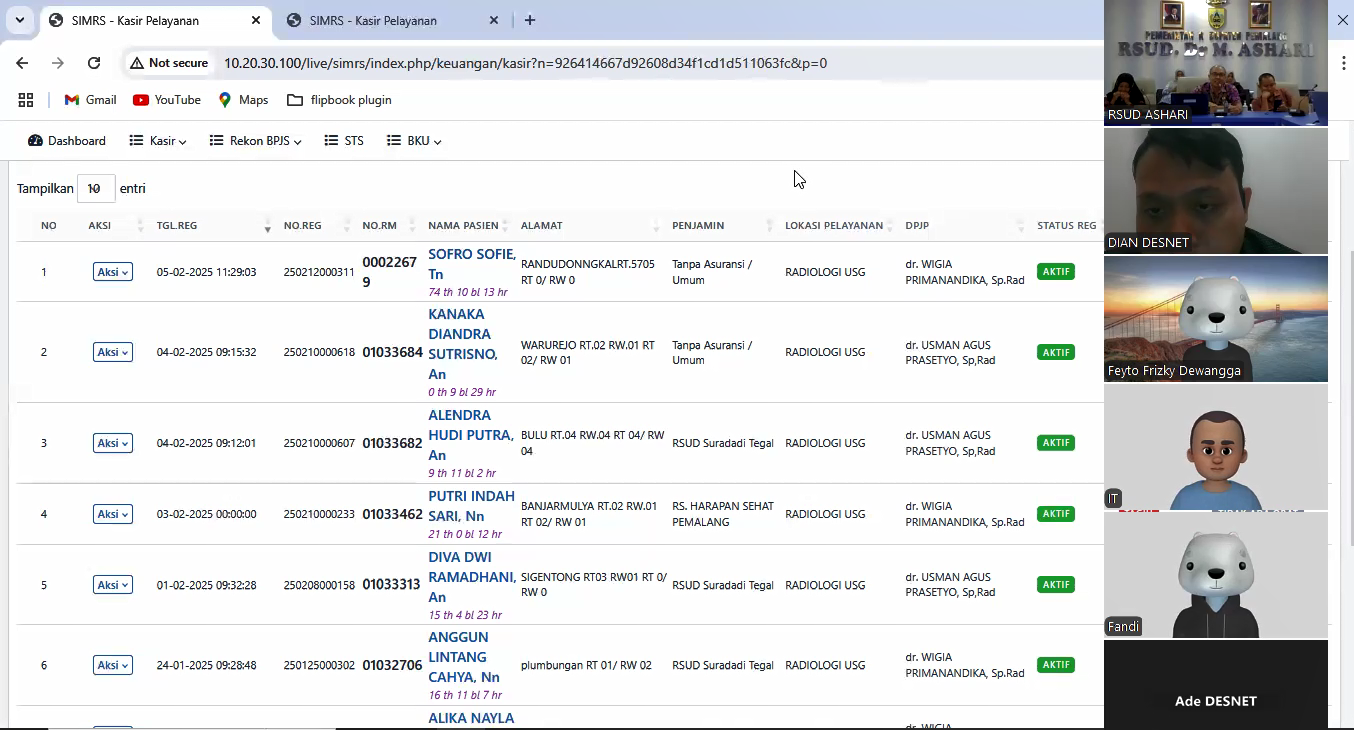 SIMRS - Kasir Pelayanan
SIMRS - Kasir Pelayanan
Not secure
10.20.30.100/live/simrs/index.php/keuangan/kasir?n=926414667d92608d34f1cd1d511063fc&p=0
Gmail
YouTube
Maps
flipbook plugin
Dashboard
Kasir
Rekon BPJS
STS
BKU
Tampilkan 10 entri
NO AKSI TGL.REG NO.REG NO.RM NAMA PASIEN ALAMAT PENJAMIN LOKASI PELAYANAN DPJP STATUS REG
1
Aksi
05-02-2025 11:29:03
250212000311
0002267
9
SOFRO SOFIE,
Tn
74 th 10 bl 13 hr
RANDUDONNGKALRT.5705
RT 0/ RW 0
Tanpa Asuransi /
Umum
RADIOLOGI USG
dr. WIGIA
PRIMANANDIKA, Sp.Rad
AKTIF
2
Aksi
04-02-2025 09:15:32
250210000618
01033684
KANAKA
DIANDRA
SUTRISNO,
An
0 th 9 bl 29 hr
WARUREJO RT.02 RW.01 RT
02/ RW 01
Tanpa Asuransi /
Umum
RADIOLOGI USG
dr. USMAN AGUS
PRASETYO, Sp,Rad
AKTIF
3
Aksi
04-02-2025 09:12:01
250210000607
01033682
ALENDRA
HUDI PUTRA,
An
9 th 11 bl 2 hr
BULU RT.04 RW.04 RT 04/ RW
04
RSUD Suradadi Tegal
RADIOLOGI USG
dr. USMAN AGUS
PRASETYO, Sp,Rad
AKTIF
4
Aksi
03-02-2025 00:00:00
250210000233
01033462
PUTRI INDAH
SARI, Nn
21 th 0 bl 12 hr
BANJARMULYA RT.02 RW.01
RT 02/ RW 01
RS. HARAPAN SEHAT
PEMALANG
RADIOLOGI USG
dr. WIGIA
PRIMANANDIKA, Sp.Rad
AKTIF
5
Aksi
01-02-2025 09:32:28
250208000158
01033313
DIVA DWI
RAMADHANI,
An
15 th 4 bl 23 hr
SIGENTONG RT03 RW01 RT 0/
RW 0
RSUD Suradadi Tegal
RADIOLOGI USG
dr. USMAN AGUS
PRASETYO, Sp,Rad
AKTIF
6
Aksi
24-01-2025 09:28:48
250125000302
01032706
ANGGUN
LINTANG
CAHYA, Nn
16 th 11 bl 7 hr
plumbungan RT 01/ RW 02
RSUD Suradadi Tegal
RADIOLOGI USG
dr. WIGIA
PRIMANANDIKA, Sp.Rad
AKTIF
ALIKA NAYLA
dr. WIGIA
RSUD. Dr M. ASHARI
RSUD ASHARI
DIAN DESNET
Feyto Frizky Dewangga
IT
Fandi
Ade DESNET